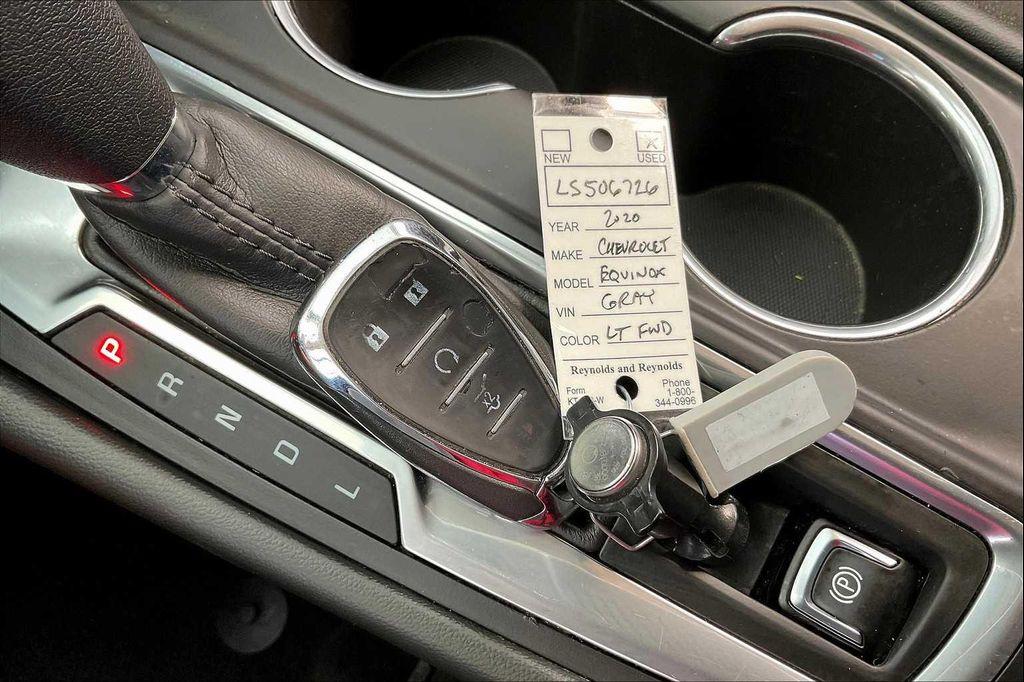 NEW USED
LS506726
YEAR 2020
MAKE CHEVROLET
MODEL EQUINOX
VIN GRAY
COLOR LT FWD
Reynolds and Reynolds
Form Phone
1-800-
344-0996
X2
P
R
N
D
L
P